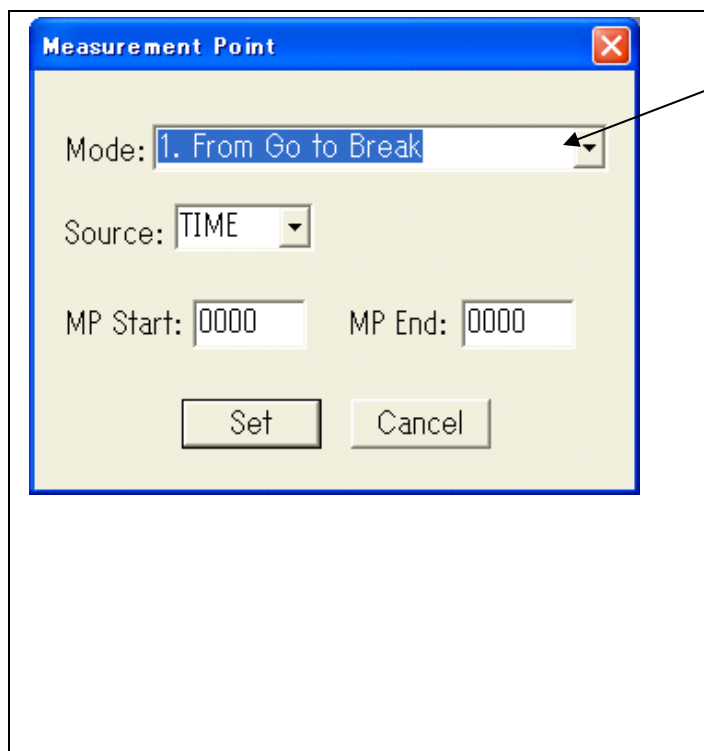 Measurement Point
Mode: 1. From Go to Break
Source: TIME
MP Start: 0000 MP End: 0000
Set Cancel